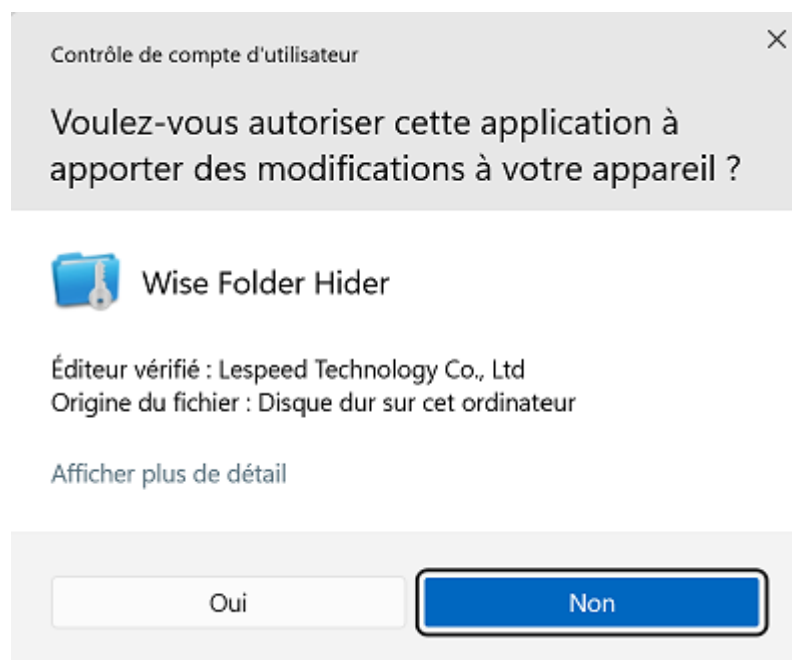 Contrôle de compte d'utilisateur
Voulez-vous autoriser cette application à
apporter des modifications à votre appareil ?
Wise Folder Hider
Éditeur vérifié : Lespeed Technology Co., Ltd
Origine du fichier : Disque dur sur cet ordinateur
Afficher plus de détail
Oui
Non